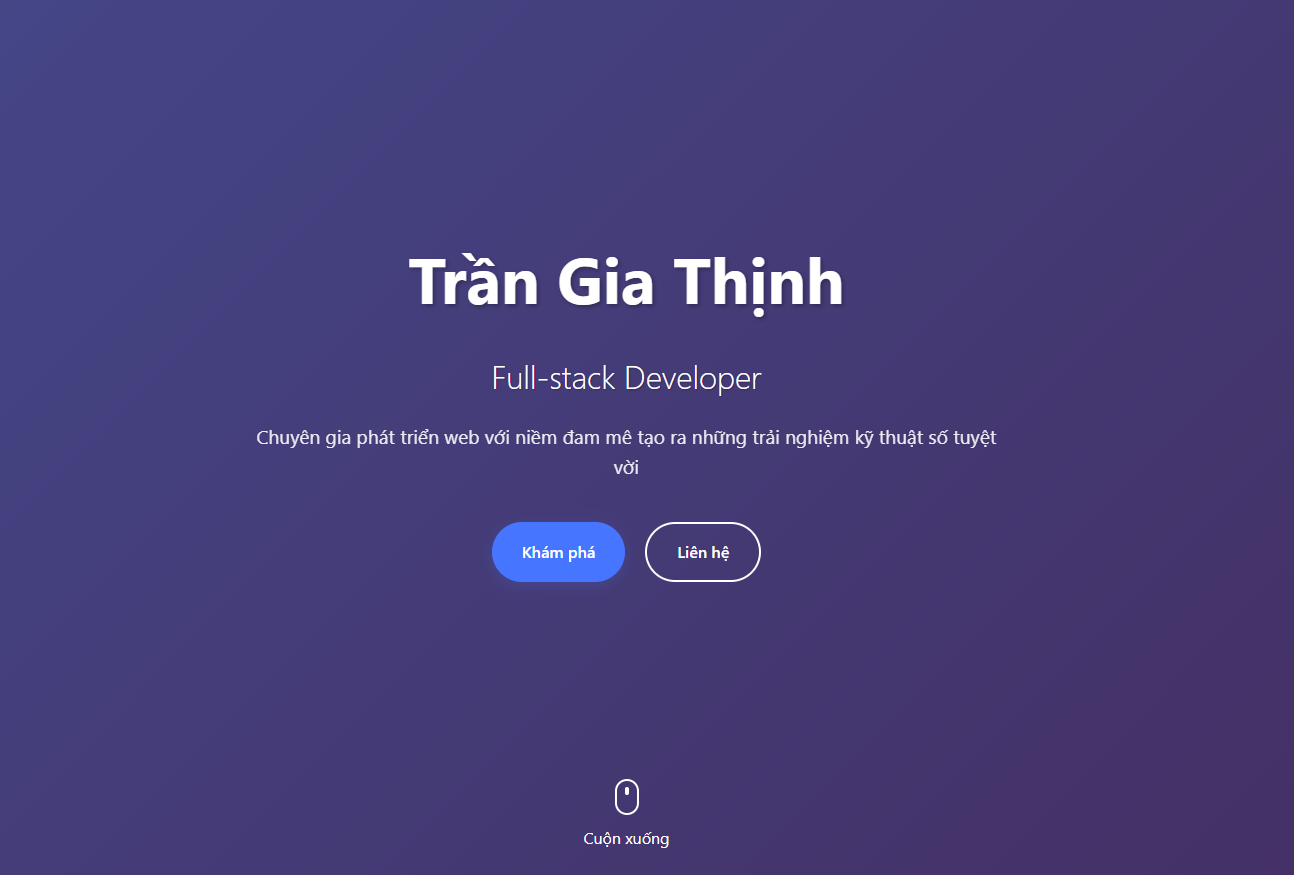 Trần Gia Thịnh
Full-stack Developer
Chuyên gia phát triển web với niềm đam mê tạo ra những trải nghiệm kỹ thuật số tuyệt
vời
Khám phá
Liên hệ
Cuộn xuống